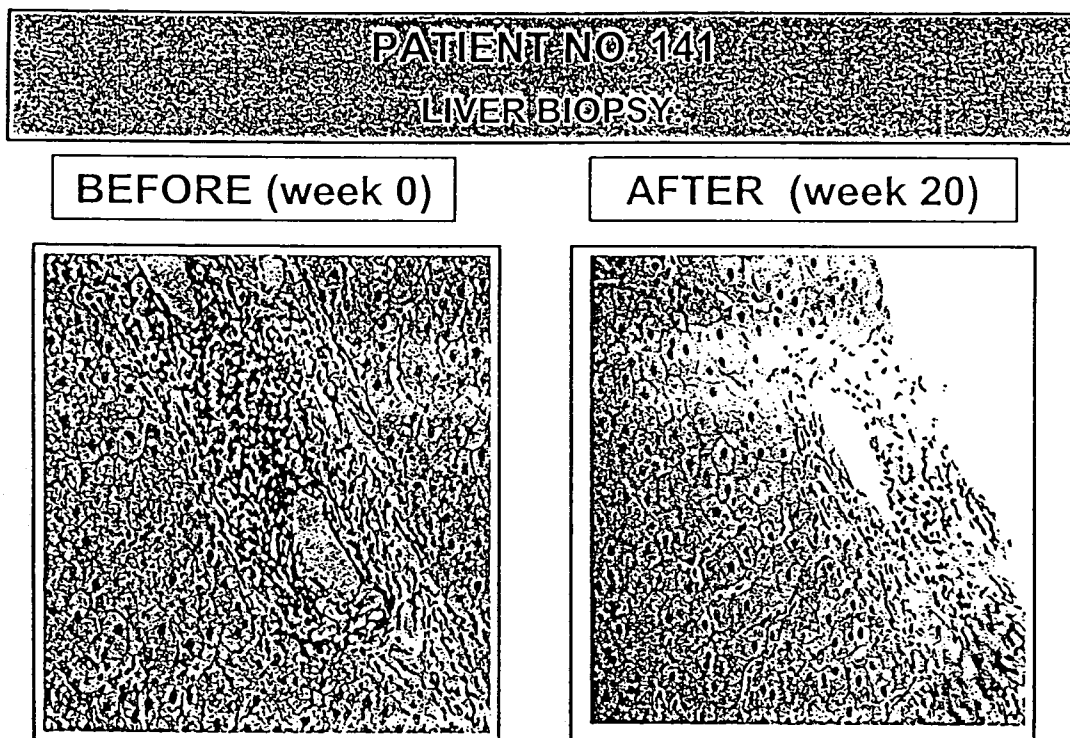 PATIENT NO. 141
LIVER BIOPSY:
BEFORE (week 0)
AFTER (week 20)